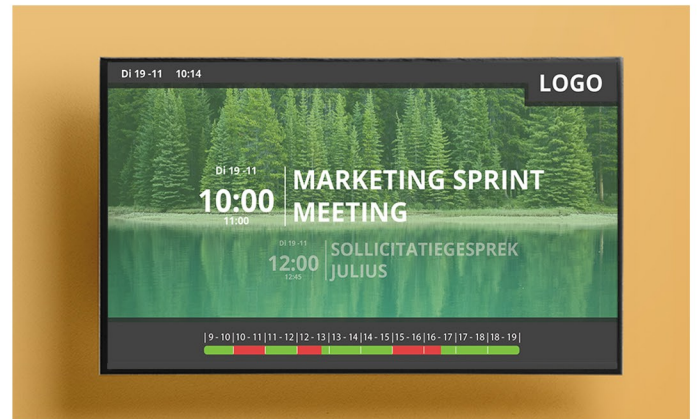 Di 19 -11 10:14
LOGO
Di 19 -11
10:00
11:00
MARKETING SPRINT
MEETING
Di 19 -11
12:00
12:45
SOLLICITATIEGESPREK
JULIUS
| 9 - 10 | 10 - 11 | 11 - 12 | 12 - 13 | 13 - 14 | 14 - 15 | 15 - 16 | 16 - 17 | 17 - 18 | 18 - 19 |